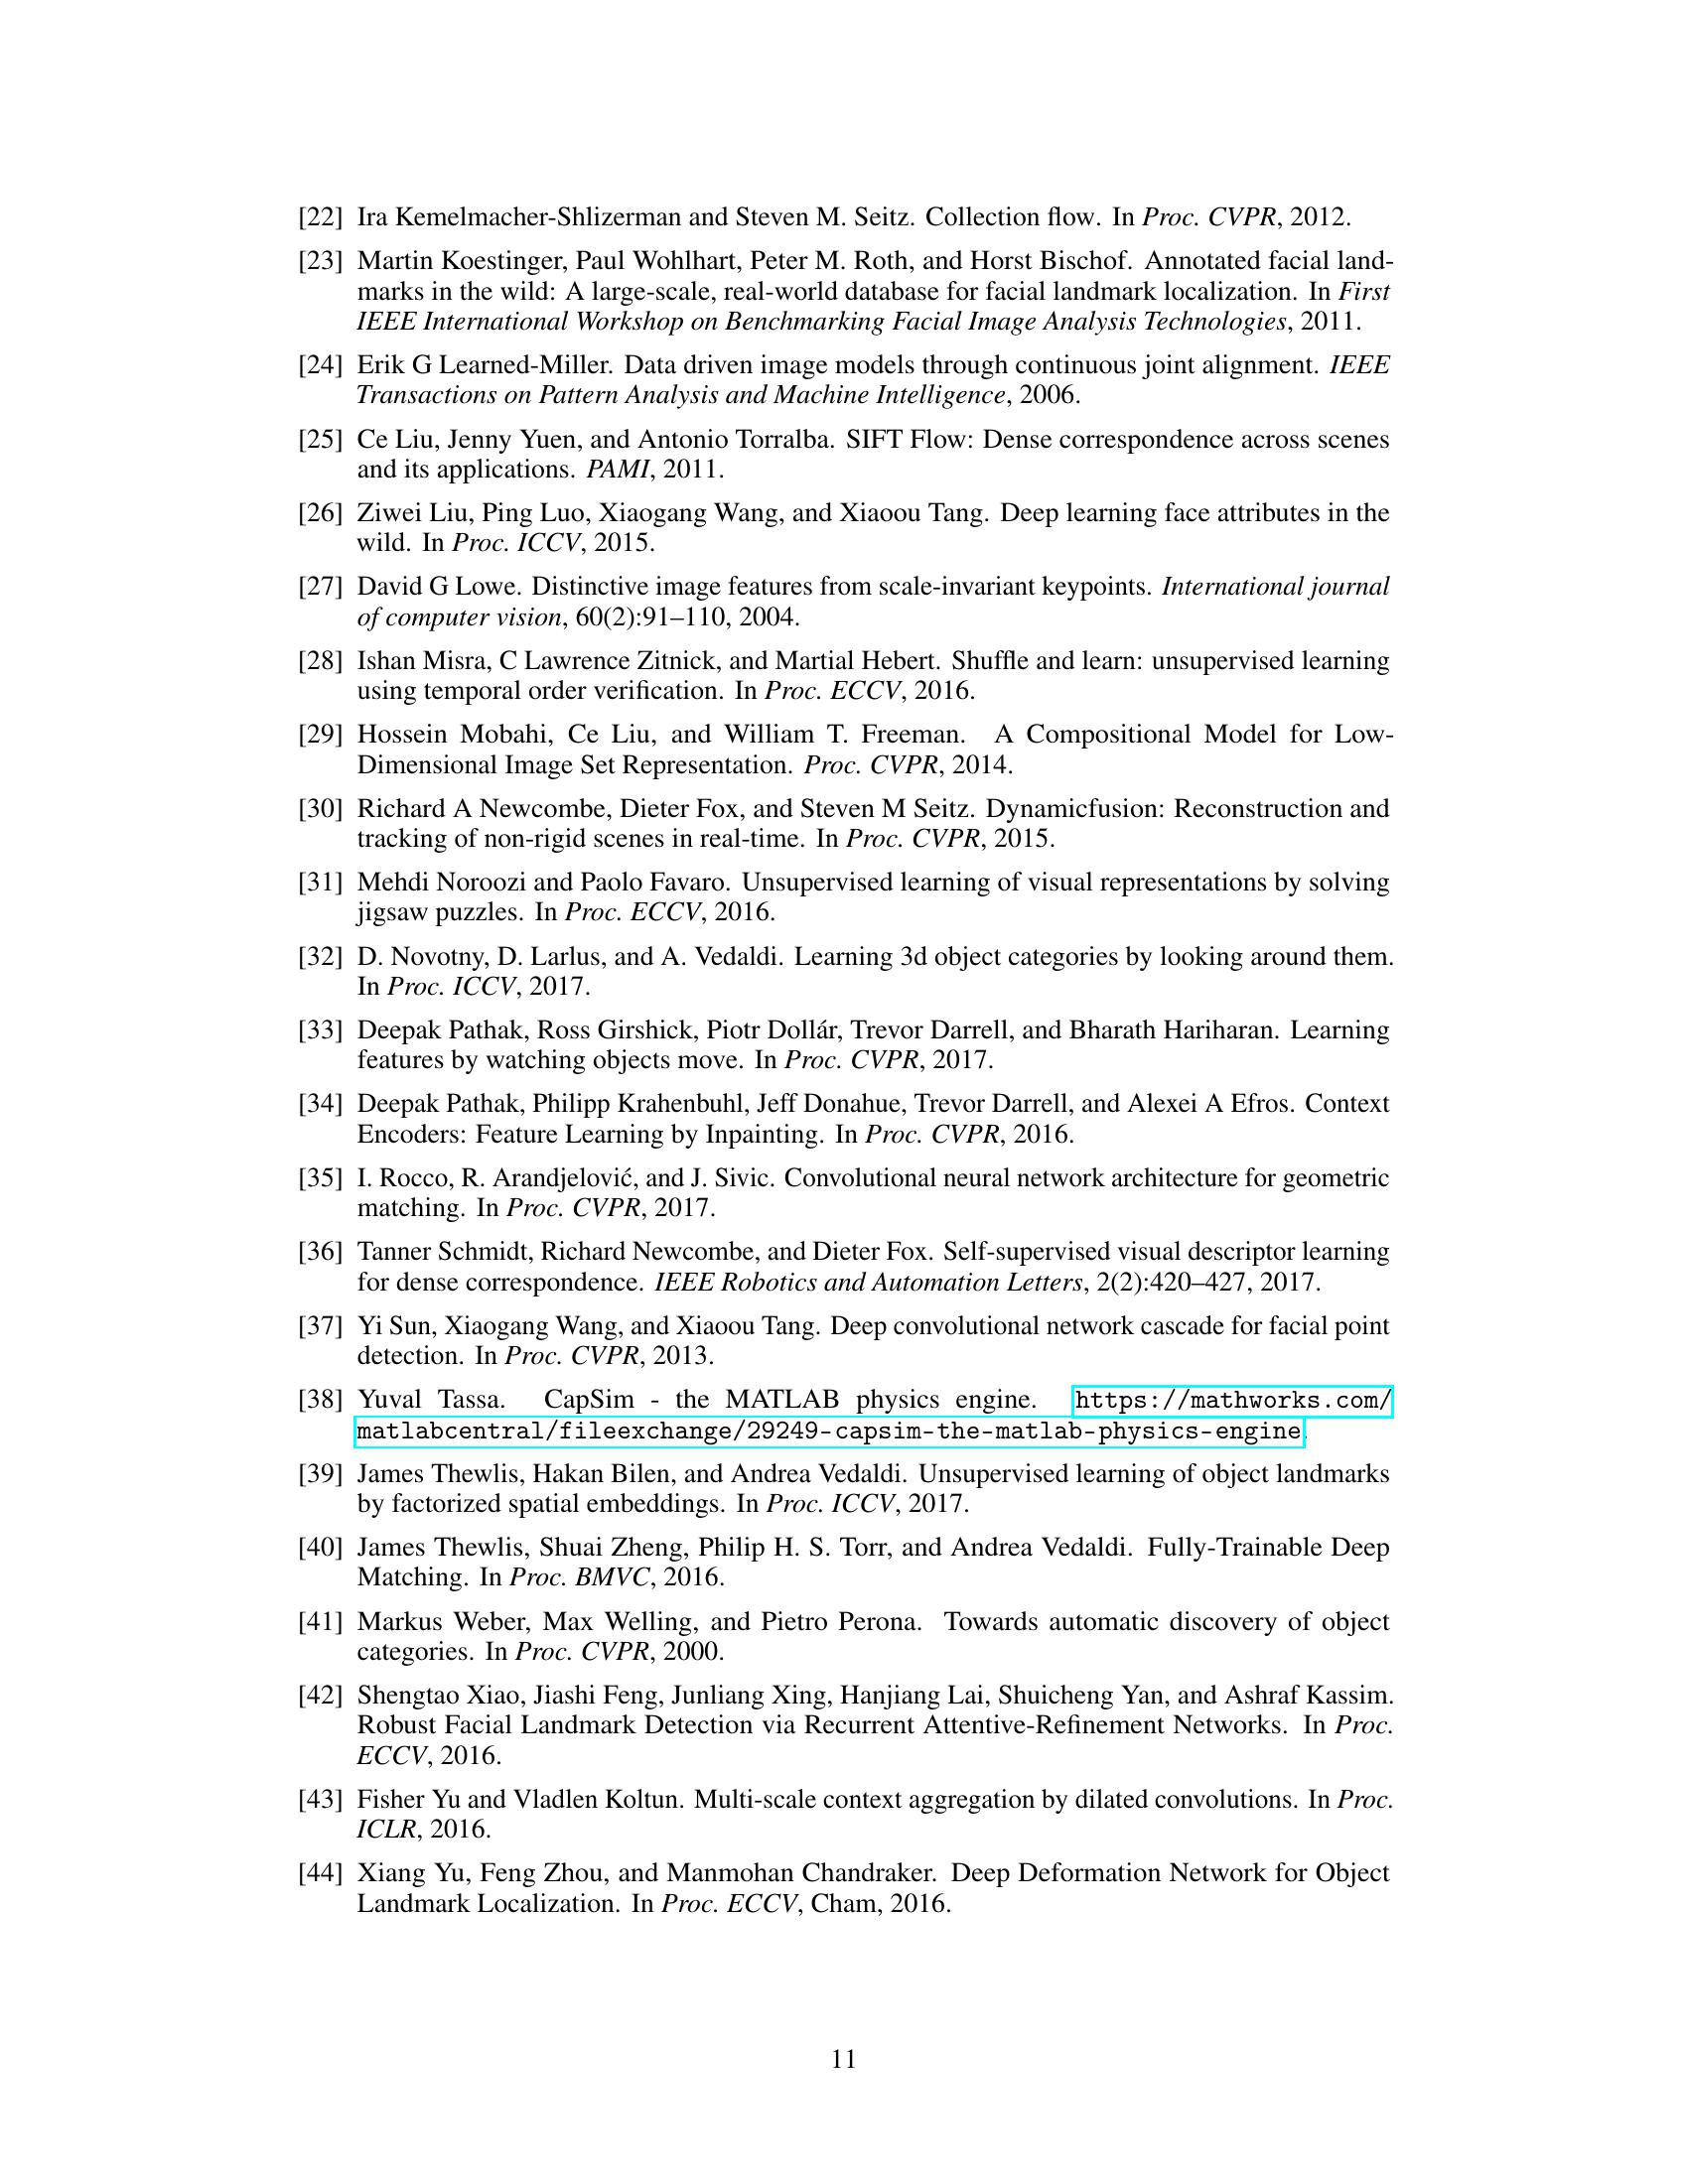 [22] Ira Kemelmacher-Shlizerman and Steven M. Seitz. Collection flow. In Proc. CVPR, 2012.
[23] Martin Koestinger, Paul Wohlhart, Peter M. Roth, and Horst Bischof. Annotated facial land-
marks in the wild: A large-scale, real-world database for facial landmark localization. In First
IEEE International Workshop on Benchmarking Facial Image Analysis Technologies, 2011.
[24] Erik G Learned-Miller. Data driven image models through continuous joint alignment. IEEE
Transactions on Pattern Analysis and Machine Intelligence, 2006.
[25] Ce Liu, Jenny Yuen, and Antonio Torralba. SIFT Flow: Dense correspondence across scenes
and its applications. PAMI, 2011.
[26] Ziwei Liu, Ping Luo, Xiaogang Wang, and Xiaoou Tang. Deep learning face attributes in the
wild. In Proc. ICCV, 2015.
[27] David G Lowe. Distinctive image features from scale-invariant keypoints. International journal
of computer vision, 60(2):91–110, 2004.
[28] Ishan Misra, C Lawrence Zitnick, and Martial Hebert. Shuffle and learn: unsupervised learning
using temporal order verification. In Proc. ECCV, 2016.
[29] Hossein Mobahi, Ce Liu, and William T. Freeman. A Compositional Model for Low-
Dimensional Image Set Representation. Proc. CVPR, 2014.
[30] Richard A Newcombe, Dieter Fox, and Steven M Seitz. Dynamicfusion: Reconstruction and
tracking of non-rigid scenes in real-time. In Proc. CVPR, 2015.
[31] Mehdi Noroozi and Paolo Favaro. Unsupervised learning of visual representations by solving
jigsaw puzzles. In Proc. ECCV, 2016.
[32] D. Novotny, D. Larlus, and A. Vedaldi. Learning 3d object categories by looking around them.
In Proc. ICCV, 2017.
[33] Deepak Pathak, Ross Girshick, Piotr Dollár, Trevor Darrell, and Bharath Hariharan. Learning
features by watching objects move. In Proc. CVPR, 2017.
[34] Deepak Pathak, Philipp Krahenbuhl, Jeff Donahue, Trevor Darrell, and Alexei A Efros. Context
Encoders: Feature Learning by Inpainting. In Proc. CVPR, 2016.
[35] I. Rocco, R. Arandjelović, and J. Sivic. Convolutional neural network architecture for geometric
matching. In Proc. CVPR, 2017.
[36] Tanner Schmidt, Richard Newcombe, and Dieter Fox. Self-supervised visual descriptor learning
for dense correspondence. IEEE Robotics and Automation Letters, 2(2):420–427, 2017.
[37] Yi Sun, Xiaogang Wang, and Xiaoou Tang. Deep convolutional network cascade for facial point
detection. In Proc. CVPR, 2013.
[38] Yuval Tassa. CapSim - the MATLAB physics engine. https://mathworks.com/
matlabcentral/fileexchange/29249-capsim-the-matlab-physics-engine.
[39] James Thewlis, Hakan Bilen, and Andrea Vedaldi. Unsupervised learning of object landmarks
by factorized spatial embeddings. In Proc. ICCV, 2017.
[40] James Thewlis, Shuai Zheng, Philip H. S. Torr, and Andrea Vedaldi. Fully-Trainable Deep
Matching. In Proc. BMVC, 2016.
[41] Markus Weber, Max Welling, and Pietro Perona. Towards automatic discovery of object
categories. In Proc. CVPR, 2000.
[42] Shengtao Xiao, Jiashi Feng, Junliang Xing, Hanjiang Lai, Shuicheng Yan, and Ashraf Kassim.
Robust Facial Landmark Detection via Recurrent Attentive-Refinement Networks. In Proc.
ECCV, 2016.
[43] Fisher Yu and Vladlen Koltun. Multi-scale context aggregation by dilated convolutions. In Proc.
ICLR, 2016.
[44] Xiang Yu, Feng Zhou, and Manmohan Chandraker. Deep Deformation Network for Object
Landmark Localization. In Proc. ECCV, Cham, 2016.
11